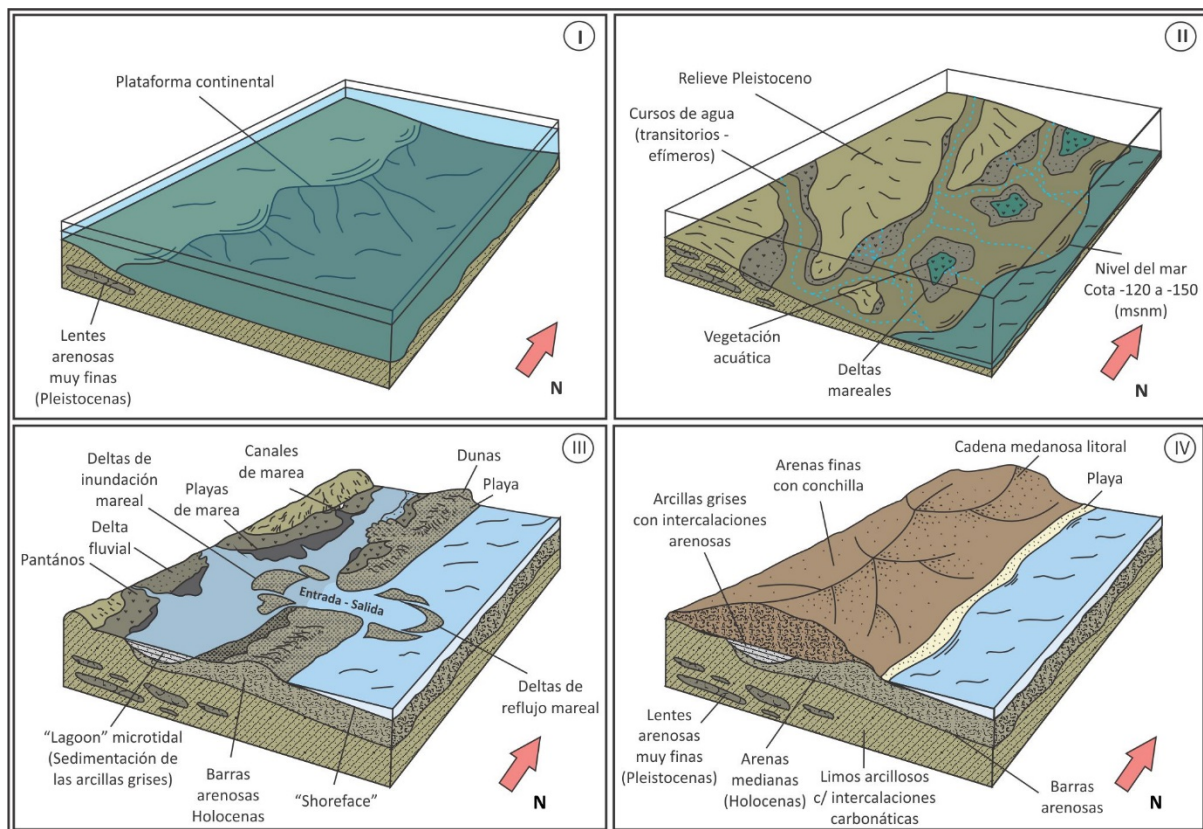 I
Plataforma continental
Lentes
arenosas
muy finas
(Pleistocenas)
N
II
Relieve Pleistoceno
Cursos de agua
(transitorios -
efímeros)
Nivel del mar
Cota -120 a -150
(msnm)
Vegetación
acuática
Deltas
mareales
N
III
Deltas de
inundación
mareal
Canales
de marea
Dunas
Playa
Playas
de marea
Delta
fluvial
Pantános
Entrada - Salida
Deltas de
reflujo mareal
"Lagoon" microtidal
(Sedimentación de
las arcillas grises)
Barras
arenosas
Holocenas
"Shoreface"
N
IV
Cadena medanosa litoral
Arenas finas
con conchilla
Playa
Arcillas grises
con intercalaciones
arenosas
Lentes
arenosas
muy finas
(Pleistocenas)
Arenas
medianas
(Holocenas)
Limos arcillosos
c/ intercalaciones
carbonáticas
Barras
arenosas
N